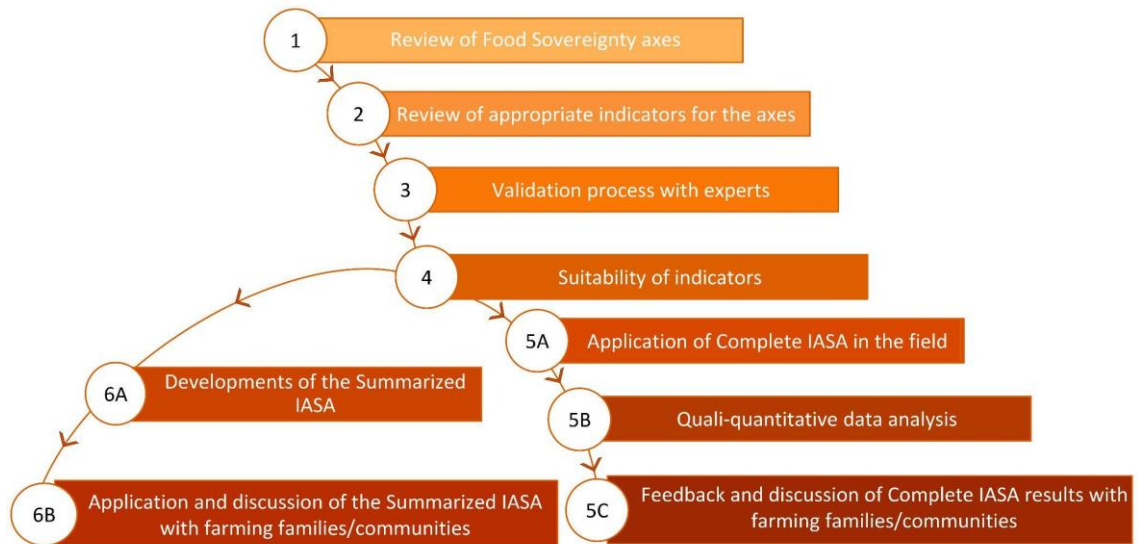 1
Review of Food Sovereignty axes
2
Review of appropriate indicators for the axes
3
Validation process with experts
4
Suitability of indicators
5A
Application of Complete IASA in the field
6A
Developments of the Summarized
IASA
5B
Quali-quantitative data analysis
6B
Application and discussion of the Summarized IASA
with farming families/communities
5C
Feedback and discussion of Complete IASA results with
farming families/communities